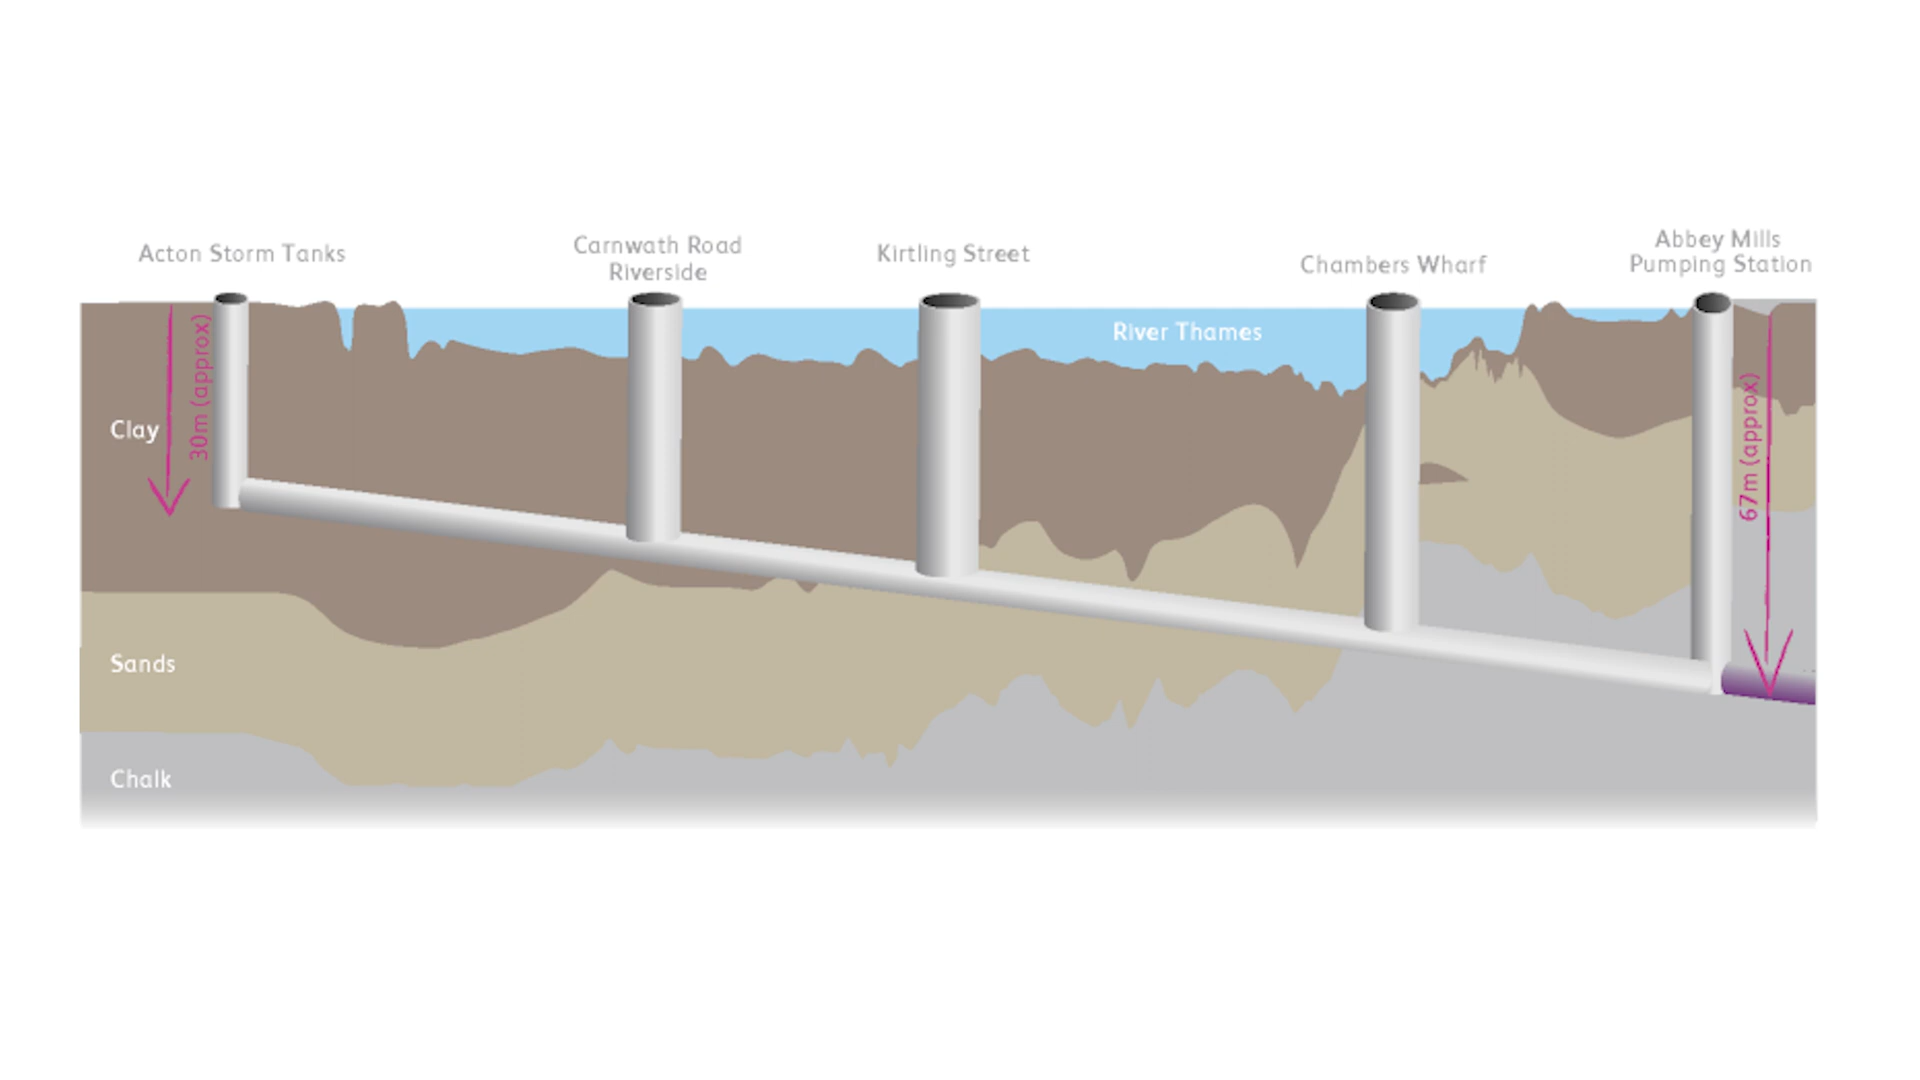 Acton Storm Tanks
Carnwath Road
Riverside
Kirtling Street
Chambers Wharf
Abbey Mills
Pumping Station
River Thames
30m (approx)
67m (approx)
Clay
Sands
Chalk